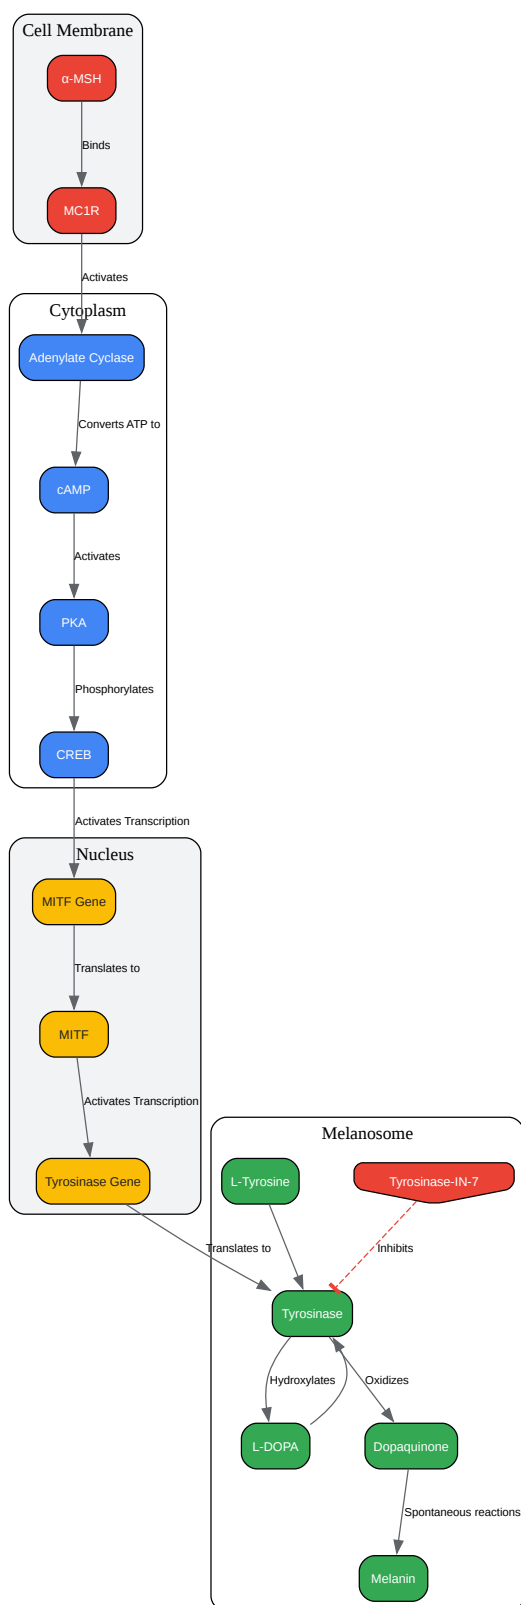 Cell Membrane
α-MSH
Binds
MC1R
Activates
Cytoplasm
Adenylate Cyclase
Converts ATP to
cAMP
Activates
PKA
Phosphorylates
CREB
Activates Transcription
Nucleus
MITF Gene
Translates to
MITF
Activates Transcription
Tyrosinase Gene
Melanosome
L-Tyrosine
Tyrosinase-IN-7
Translates to
Inhibits
Tyrosinase
Hydroxylates
Oxidizes
L-DOPA
Dopaquinone
Spontaneous reactions
Melanin